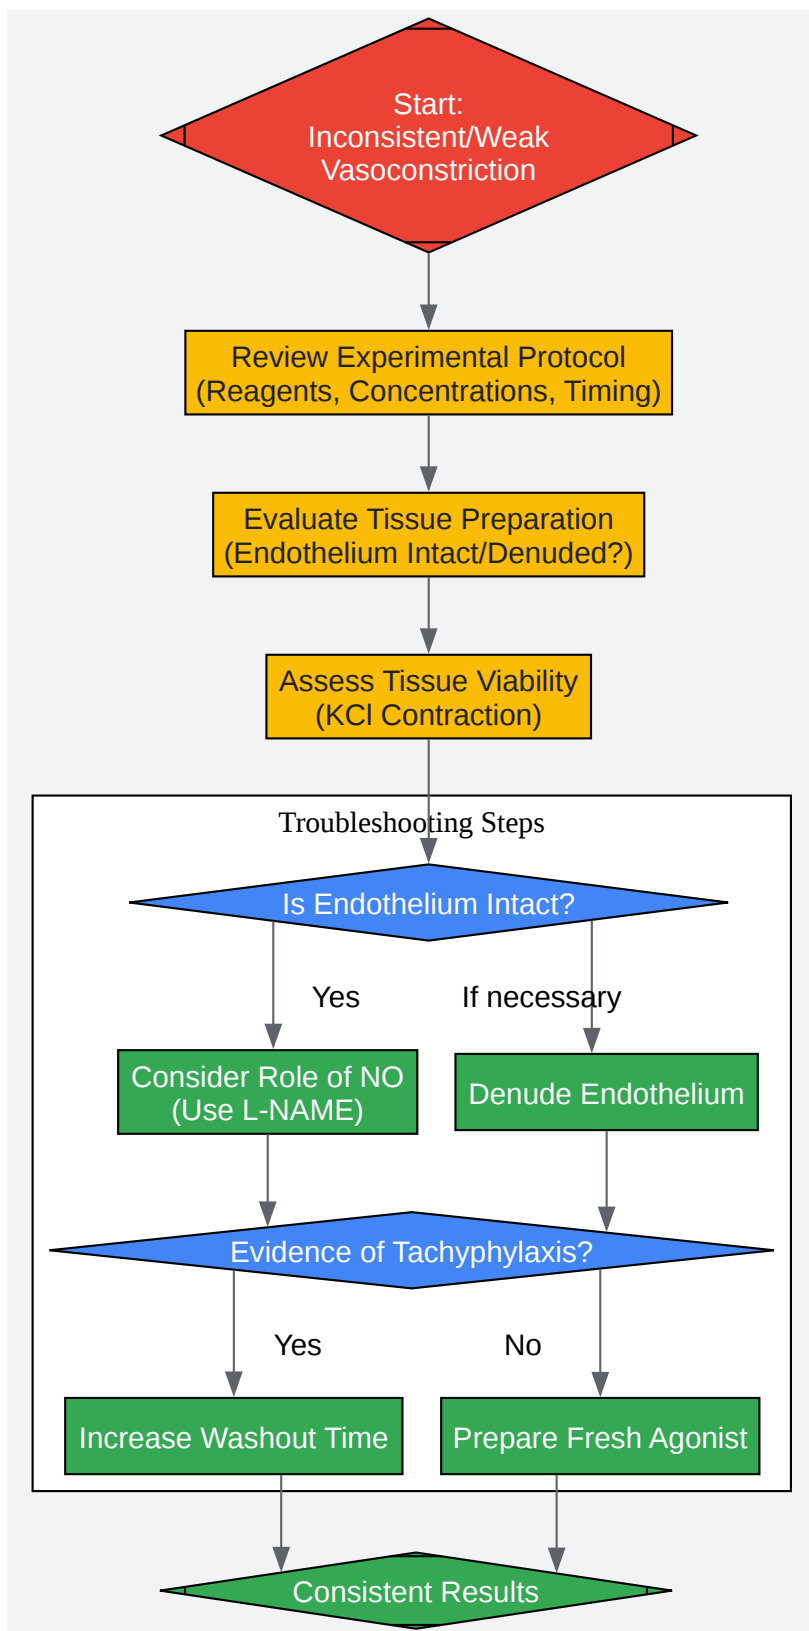 Start:
Inconsistent/Weak
Vasoconstriction
Review Experimental Protocol
(Reagents, Concentrations, Timing)
Evaluate Tissue Preparation
(Endothelium Intact/Denuded?)
Assess Tissue Viability
(KCl Contraction)
Troubleshooting Steps
Is Endothelium Intact?
Yes
If necessary
Consider Role of NO
(Use L-NAME)
Denude Endothelium
Evidence of Tachyphylaxis?
Yes
No
Increase Washout Time
Prepare Fresh Agonist
Consistent Results